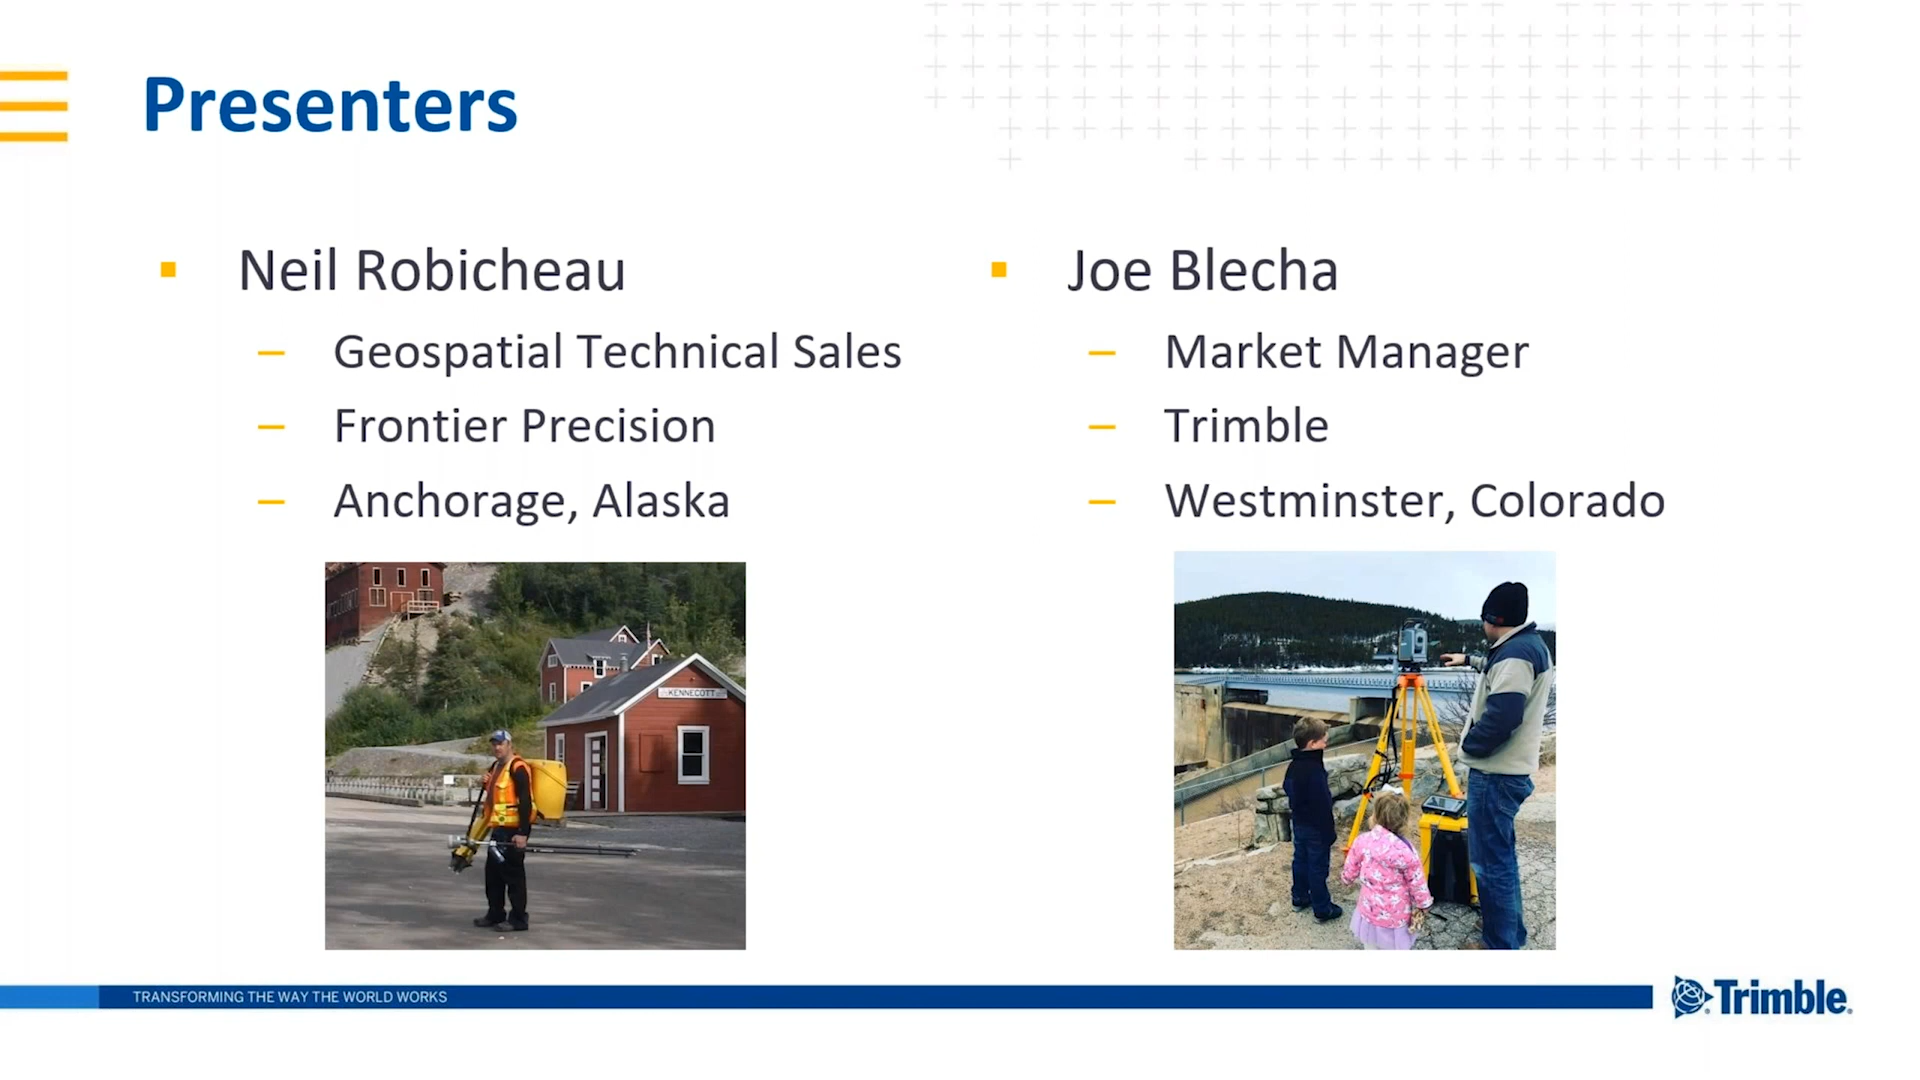 Presenters
Neil Robicheau
Geospatial Technical Sales
Frontier Precision
Anchorage, Alaska
Joe Blecha
Market Manager
Trimble
Westminster, Colorado
KENNECOTT
TRANSFORMING THE WAY THE WORLD WORKS
Trimble